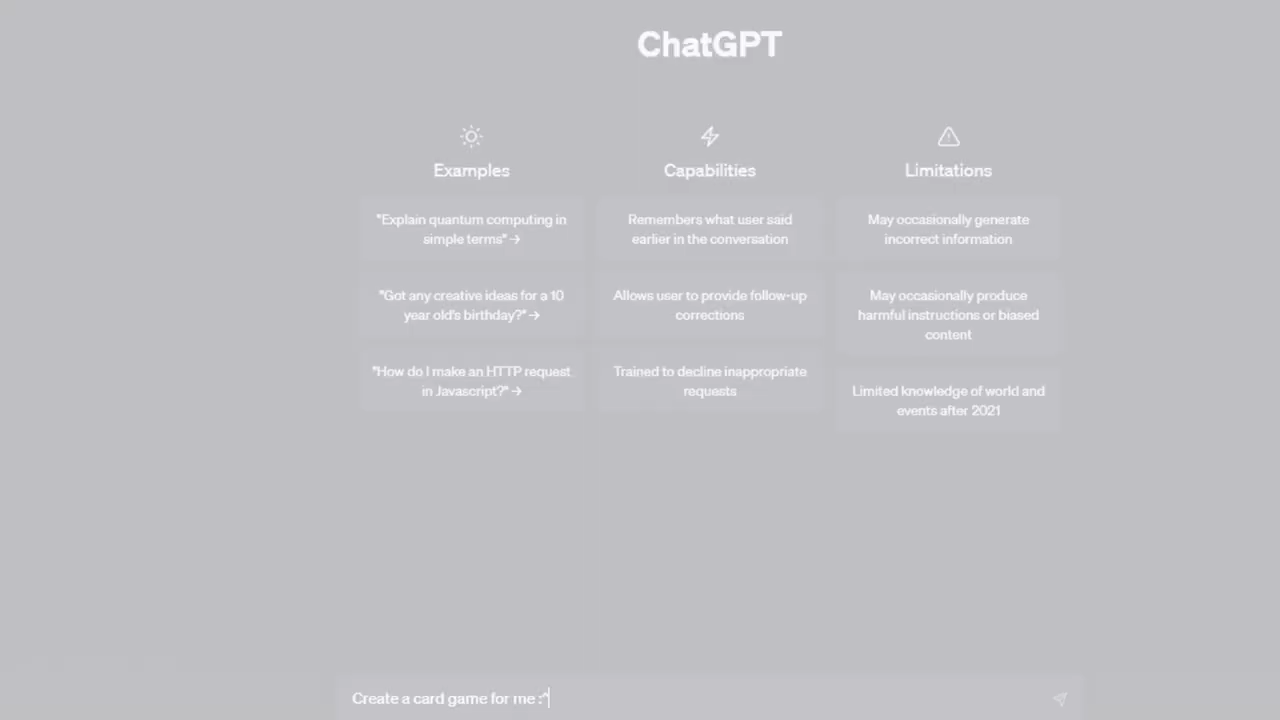 ChatGPT
Examples
Capabilities
Limitations
"Explain quantum computing in
simple terms" →
Remembers what user said
earlier in the conversation
May occasionally generate
incorrect information
"Got any creative ideas for a 10
year old's birthday?" →
Allows user to provide follow-up
corrections
May occasionally produce
harmful instructions or biased
content
"How do I make an HTTP request
in Javascript?" →
Trained to decline inappropriate
requests
Limited knowledge of world and
events after 2021
Create a card game for me :^